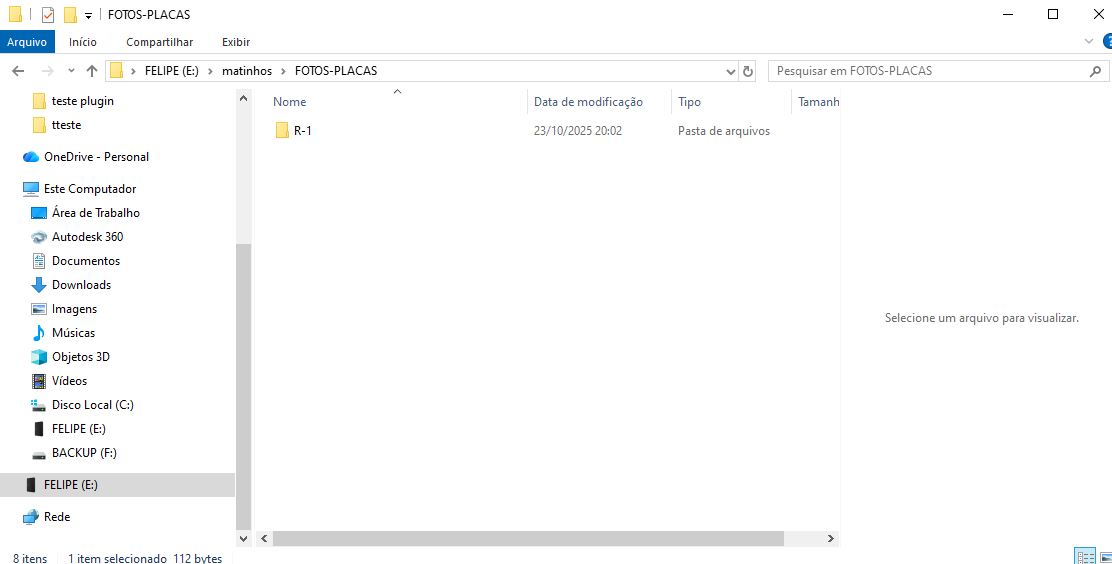 FOTOS-PLACAS
Arquivo Início Compartilhar Exibir
FELIPE (E:) matinhos FOTOS-PLACAS Pesquisar em FOTOS-PLACAS
teste plugin
tteste
OneDrive - Personal
Este Computador
Área de Trabalho
Autodesk 360
Documentos
Downloads
Imagens
Músicas
Objetos 3D
Vídeos
Disco Local (C:)
FELIPE (E:)
BACKUP (F:)
FELIPE (E:)
Rede
Nome Data de modificação Tipo Tamanh
R-1 23/10/2025 20:02 Pasta de arquivos
Selecione um arquivo para visualizar.
8 itens 1 item selecionado 112 bytes